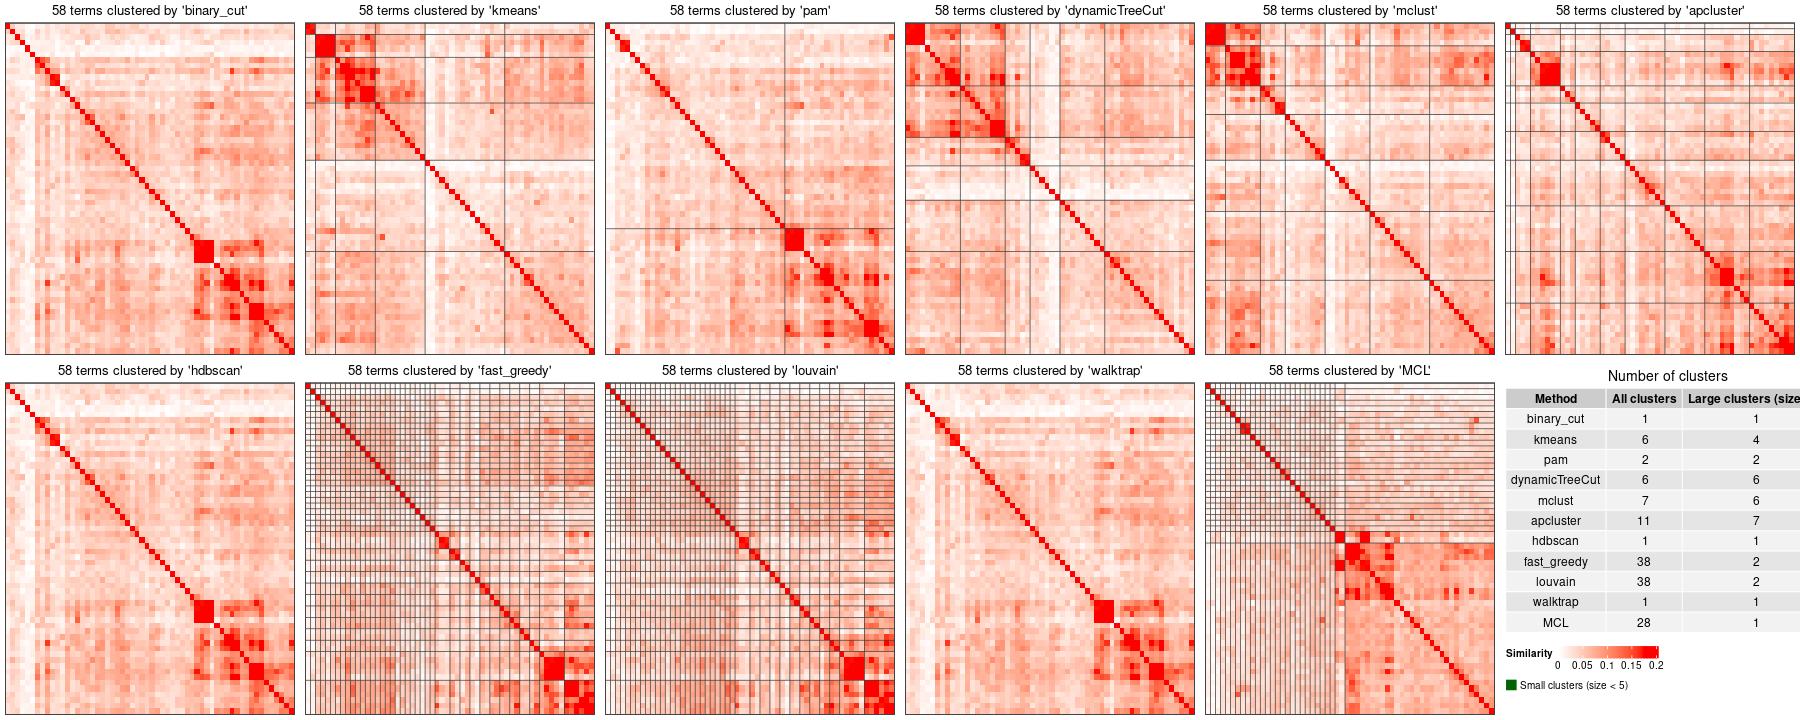 58 terms clustered by 'binary_cut'
58 terms clustered by 'kmeans'
58 terms clustered by 'pam'
58 terms clustered by 'dynamicTreeCut'
58 terms clustered by 'mclust'
58 terms clustered by 'apcluster'
58 terms clustered by 'hdbscan'
58 terms clustered by 'fast_greedy'
58 terms clustered by 'louvain'
58 terms clustered by 'walktrap'
58 terms clustered by 'MCL'
Number of clusters
Method All clusters Large clusters (size
binary_cut 1 1
kmeans 6 4
pam 2 2
dynamicTreeCut 6 6
mclust 7 6
apcluster 11 7
hdbscan 1 1
fast_greedy 38 2
louvain 38 2
walktrap 1 1
MCL 28 1
Similarity
0 0.05 0.1 0.15 0.2
Small clusters (size < 5)